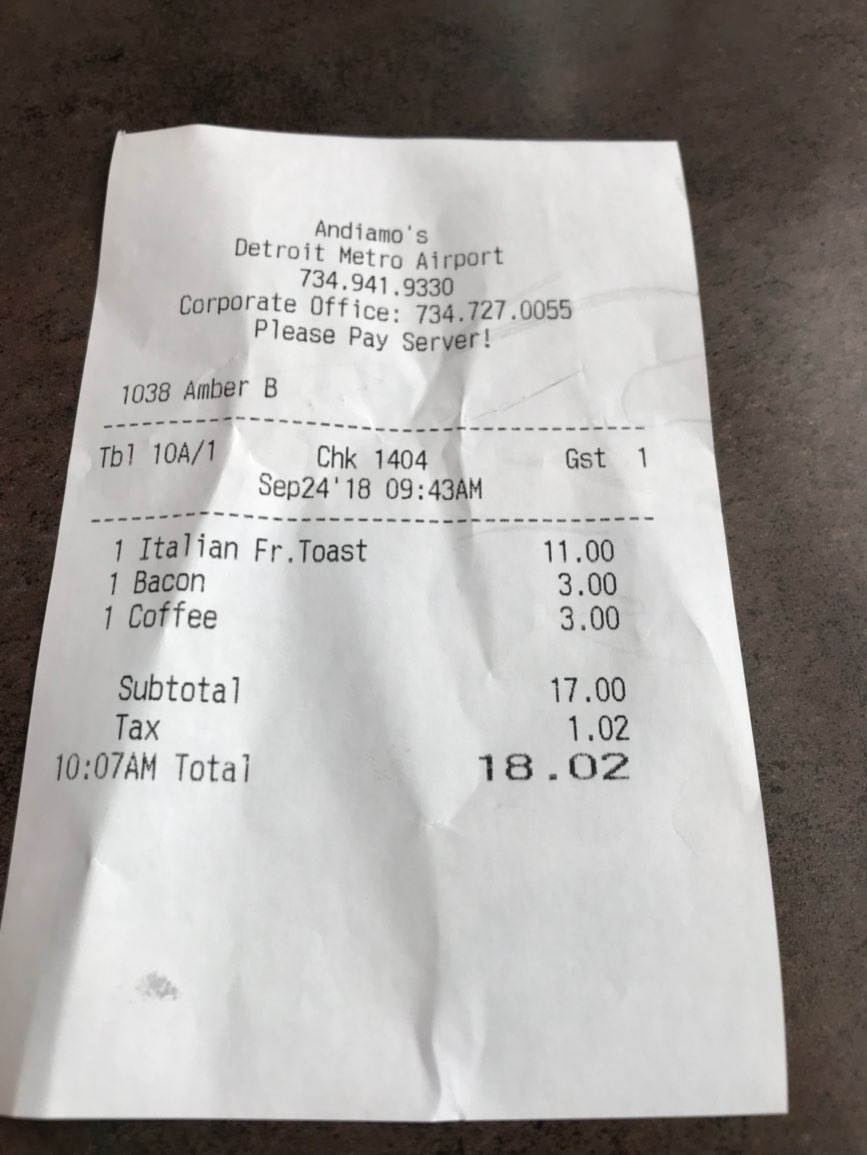 Andiamo's
Detroit Metro Airport
734.941.9330
Corporate Office: 734.727.0055
Please Pay Server!
1038 Amber B
Tbl 10A/1 Chk 1404 Gst 1
Sep24'18 09:43AM
1 Italian Fr.Toast 11.00
1 Bacon 3.00
1 Coffee 3.00
Subtotal 17.00
Tax 1.02
10:07AM Total 18.02